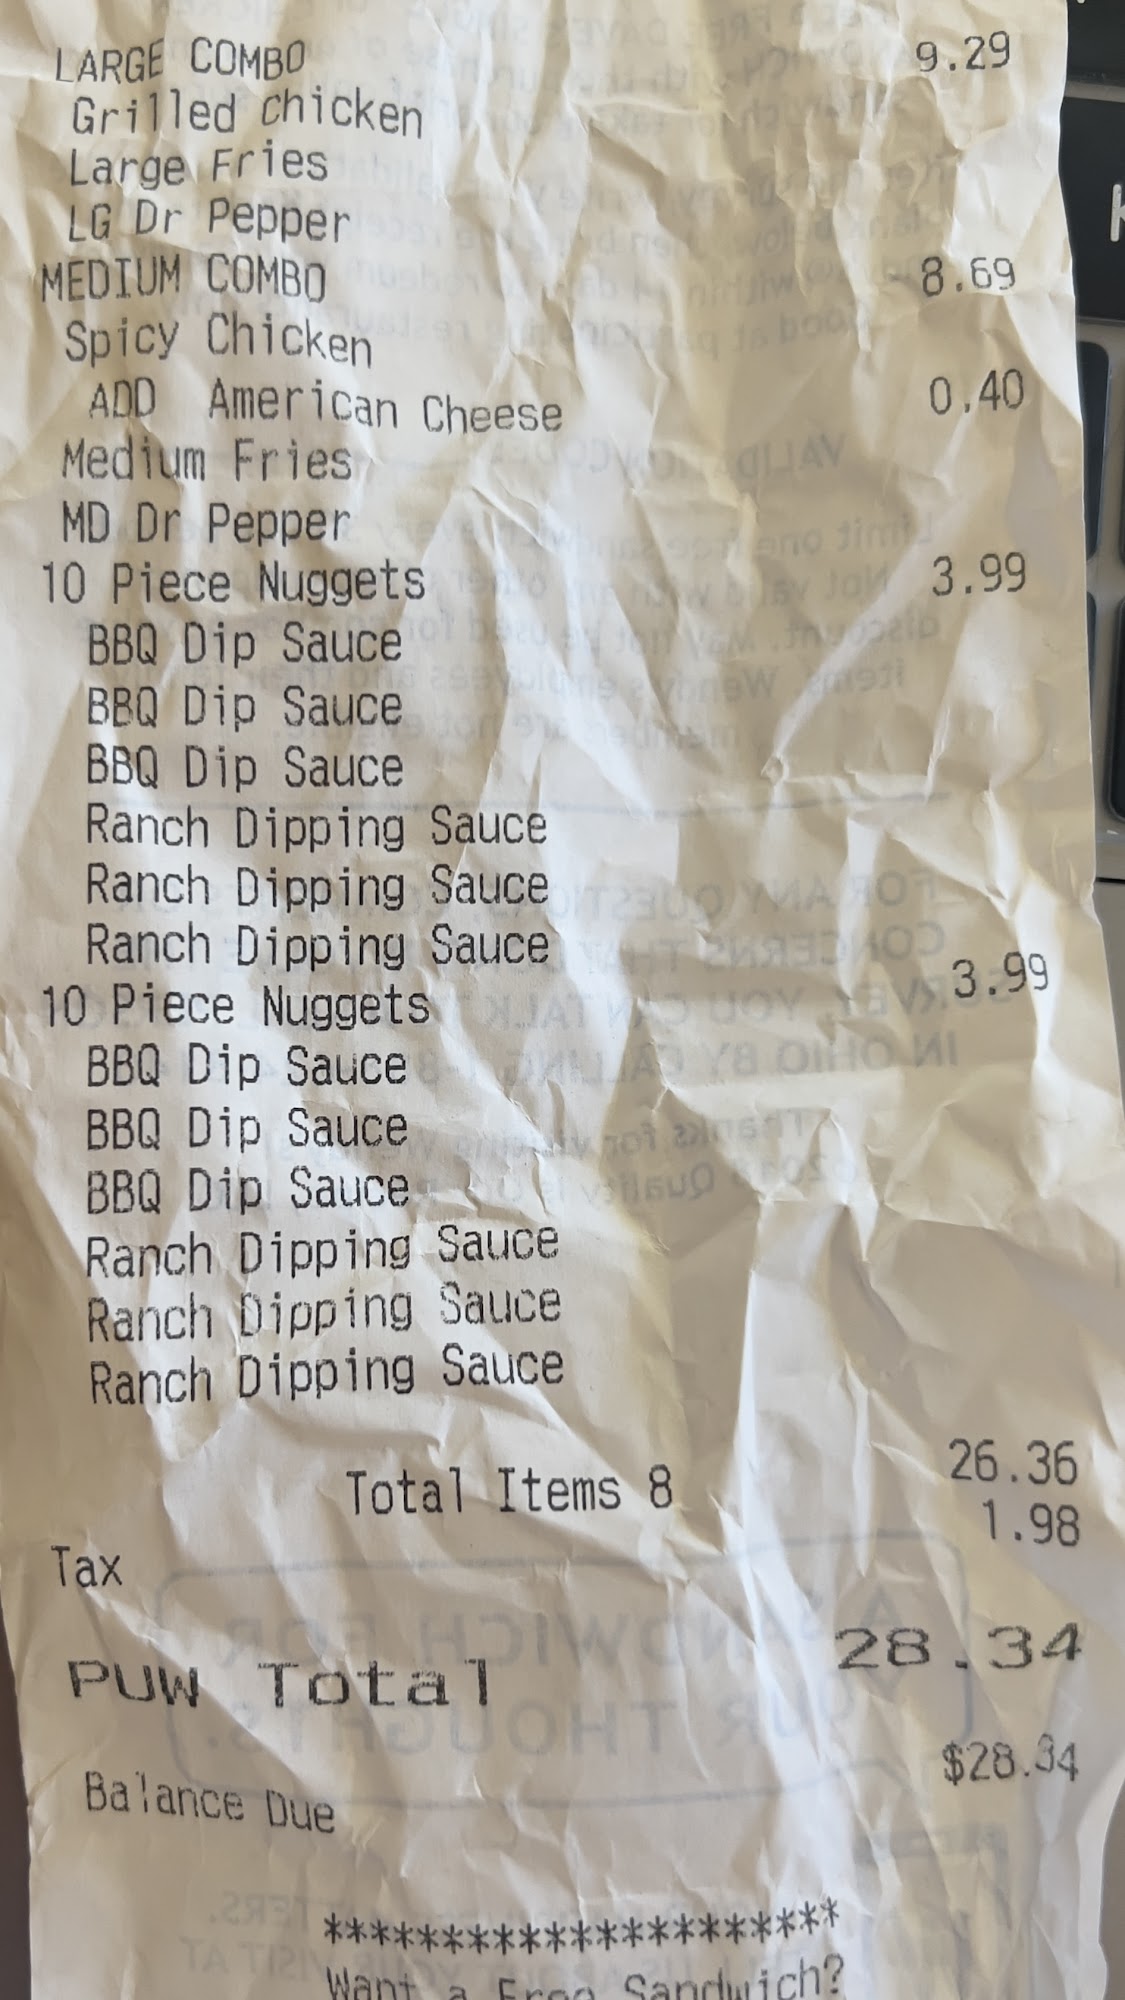 LARGE COMBO 9.29
Grilled Chicken
Large Fries
LG Dr Pepper
MEDIUM COMBO 8.69
Spicy Chicken
ADD American Cheese 0.40
Medium Fries
MD Dr Pepper
10 Piece Nuggets 3.99
BBQ Dip Sauce
BBQ Dip Sauce
BBQ Dip Sauce
Ranch Dipping Sauce
Ranch Dipping Sauce
Ranch Dipping Sauce
10 Piece Nuggets 3.99
BBQ Dip Sauce
BBQ Dip Sauce
BBQ Dip Sauce
Ranch Dipping Sauce
Ranch Dipping Sauce
Ranch Dipping Sauce
Total Items 8 26.36
Tax 1.98
PUW Total 28.34
Balance Due $28.34
*********************
Want a Free Sandwich?